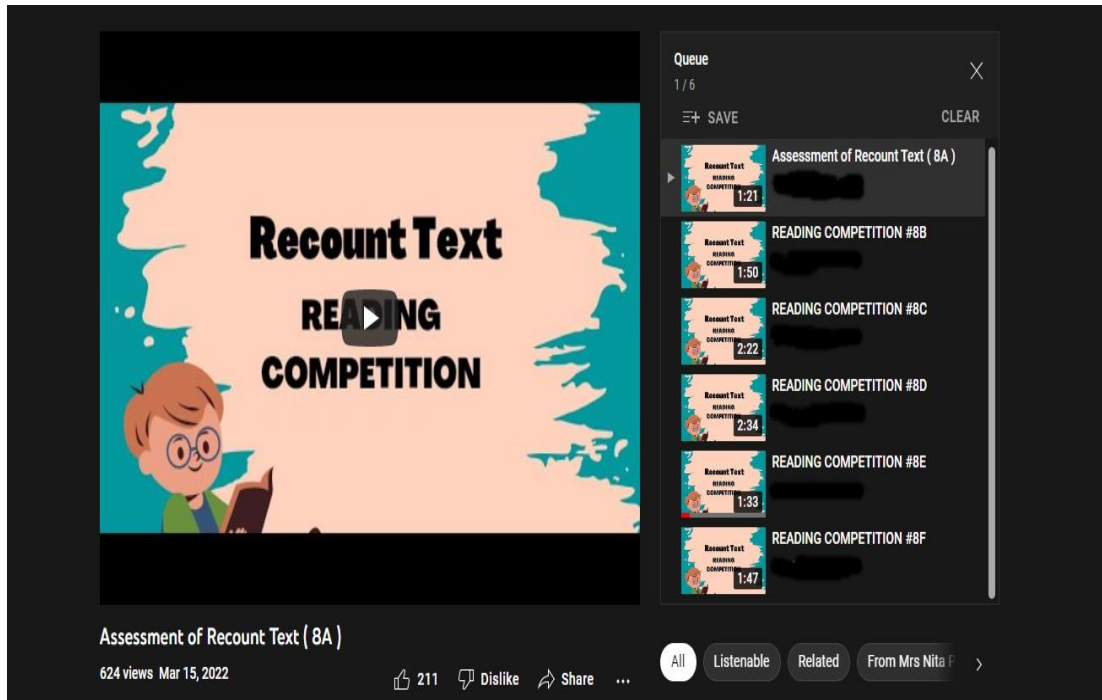 Recount Text
READING
COMPETITION
Assessment of Recount Text ( 8A )
624 views Mar 15, 2022
211
Dislike
Share
...
Queue
1 / 6
SAVE
CLEAR
Recount Text
READING
COMPETITION
1:21
Assessment of Recount Text ( 8A )
Recount Text
READING
COMPETITION
1:50
READING COMPETITION #8B
Recount Text
READING
COMPETITION
2:22
READING COMPETITION #8C
Recount Text
READING
COMPETITION
2:34
READING COMPETITION #8D
Recount Text
READING
COMPETITION
1:33
READING COMPETITION #8E
Recount Text
READING
COMPETITION
1:47
READING COMPETITION #8F
All
Listenable
Related
From Mrs Nita P